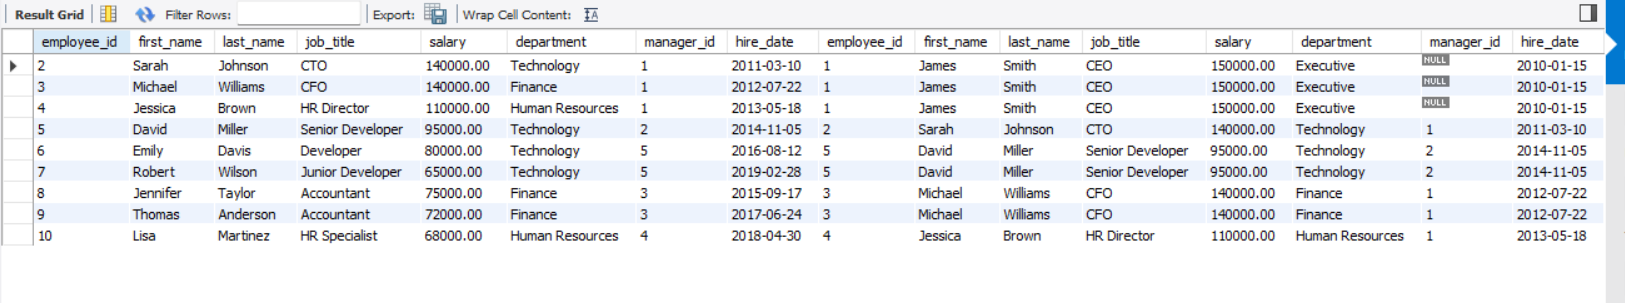 Result Grid Filter Rows: Export: Wrap Cell Content: IA
employee_id first_name last_name job_title salary department manager_id hire_date employee_id first_name last_name job_title salary department manager_id hire_date
2 Sarah Johnson CTO 140000.00 Technology 1 2011-03-10 1 James Smith CEO 150000.00 Executive NULL 2010-01-15
3 Michael Williams CFO 140000.00 Finance 1 2012-07-22 1 James Smith CEO 150000.00 Executive NULL 2010-01-15
4 Jessica Brown HR Director 110000.00 Human Resources 1 2013-05-18 1 James Smith CEO 150000.00 Executive NULL 2010-01-15
5 David Miller Senior Developer 95000.00 Technology 2 2014-11-05 2 Sarah Johnson CTO 140000.00 Technology 1 2011-03-10
6 Emily Davis Developer 80000.00 Technology 5 2016-08-12 5 David Miller Senior Developer 95000.00 Technology 2 2014-11-05
7 Robert Wilson Junior Developer 65000.00 Technology 5 2019-02-28 5 David Miller Senior Developer 95000.00 Technology 2 2014-11-05
8 Jennifer Taylor Accountant 75000.00 Finance 3 2015-09-17 3 Michael Williams CFO 140000.00 Finance 1 2012-07-22
9 Thomas Anderson Accountant 72000.00 Finance 3 2017-06-24 3 Michael Williams CFO 140000.00 Finance 1 2012-07-22
10 Lisa Martinez HR Specialist 68000.00 Human Resources 4 2018-04-30 4 Jessica Brown HR Director 110000.00 Human Resources 1 2013-05-18